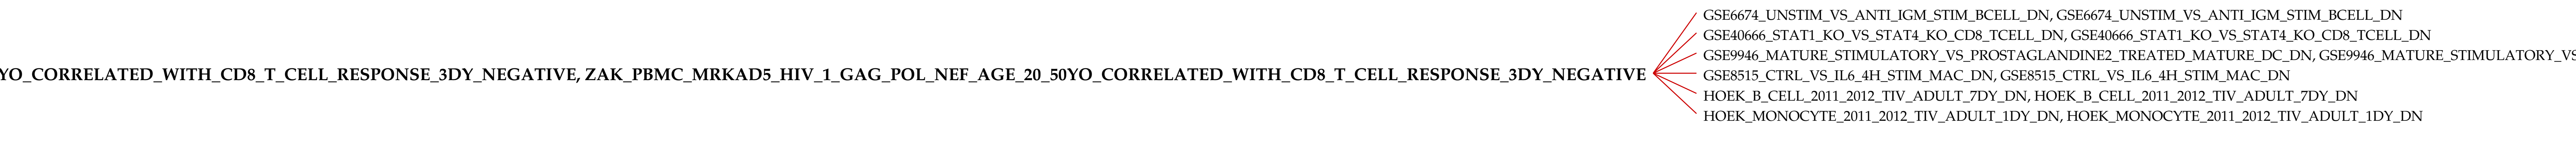 GSE6674_UNSTIM_VS_ANTI_IGM_STIM_BCELL_DN, GSE6674_UNSTIM_VS_ANTI_IGM_STIM_BCELL_DN
GSE40666_STAT1_KO_VS_STAT4_KO_CD8_TCELL_DN, GSE40666_STAT1_KO_VS_STAT4_KO_CD8_TCELL_DN
GSE9946_MATURE_STIMULATORY_VS_PROSTAGLANDINE2_TREATED_MATURE_DC_DN, GSE9946_MATURE_STIMULATORY_VS
YO_CORRELATED_WITH_CD8_T_CELL_RESPONSE_3DY_NEGATIVE, ZAK_PBMC_MRKAD5_HIV_1_GAG_POL_NEF_AGE_20_50YO_CORRELATED_WITH_CD8_T_CELL_RESPONSE_3DY_NEGATIVE
GSE8515_CTRL_VS_IL6_4H_STIM_MAC_DN, GSE8515_CTRL_VS_IL6_4H_STIM_MAC_DN
HOEK_B_CELL_2011_2012_TIV_ADULT_7DY_DN, HOEK_B_CELL_2011_2012_TIV_ADULT_7DY_DN
HOEK_MONOCYTE_2011_2012_TIV_ADULT_1DY_DN, HOEK_MONOCYTE_2011_2012_TIV_ADULT_1DY_DN